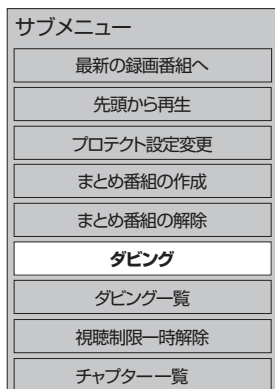 サブメニュー
最新の録画番組へ
先頭から再生
プロテクト設定変更
まとめ番組の作成
まとめ番組の解除
ダビング
ダビング一覧
視聴制限一時解除
チャプター一覧